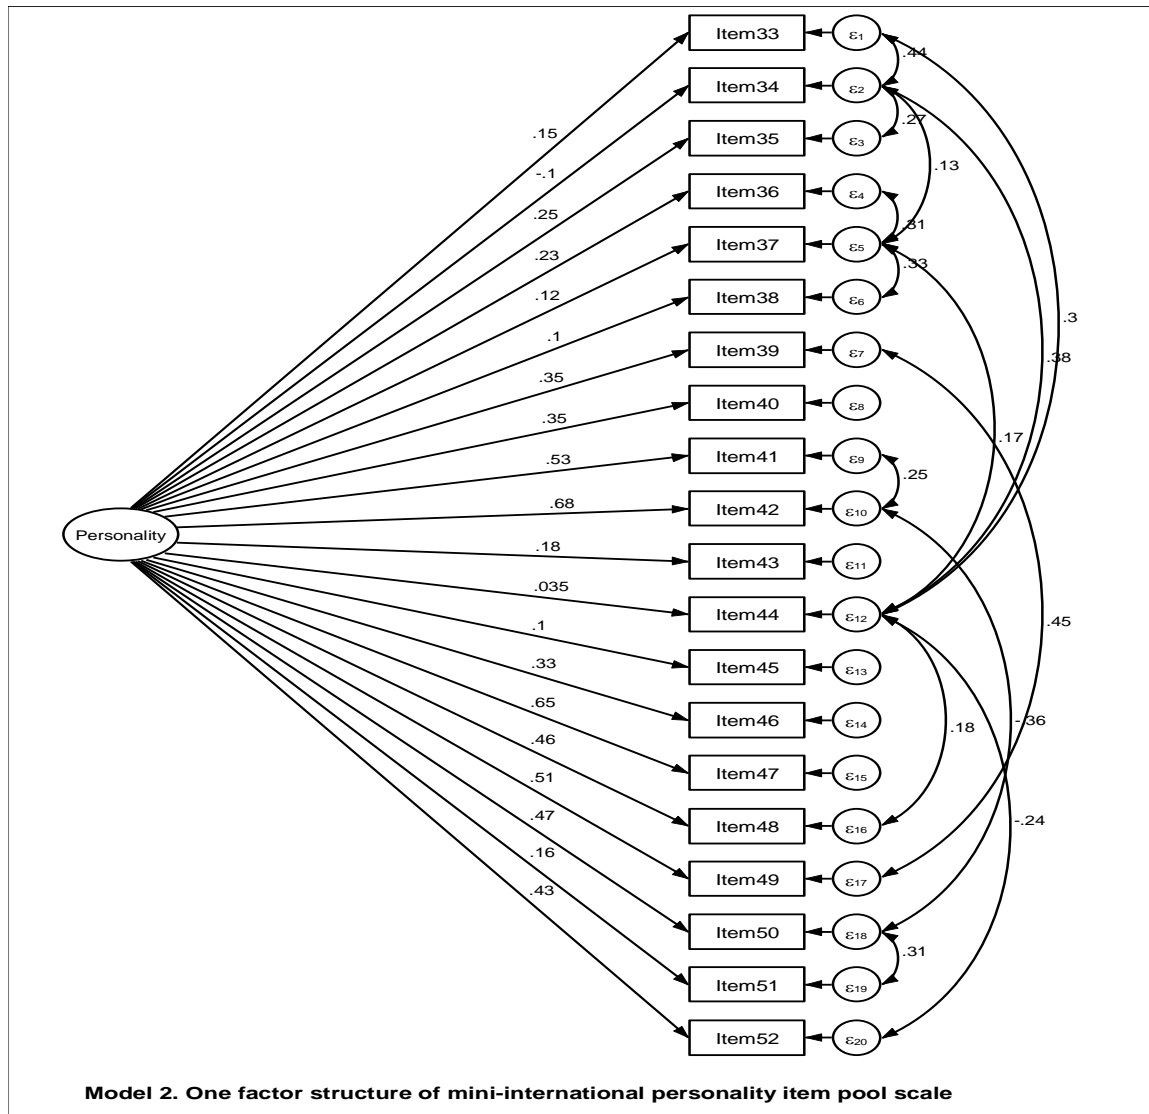 Item33 ε1
.44
Item34 ε2
.27
.15
Item35 ε3
.13
-.1
Item36 ε4
.25
.31
Item37 ε5
.23
.33
.12
Item38 ε6
.3
.1
Item39 ε7
.38
.35
Item40 ε8
.35
.17
.53
Item41 ε9
.25
.68
Item42 ε10
Personality
.18
Item43 ε11
.035
Item44 ε12
.45
.1
Item45 ε13
.33
.65
Item46 ε14
.18
-.36
.46
Item47 ε15
.51
.47
Item48 ε16
-.24
.16
Item49 ε17
.43
Item50 ε18
.31
Item51 ε19
Item52 ε20
Model 2. One factor structure of mini-international personality item pool scale